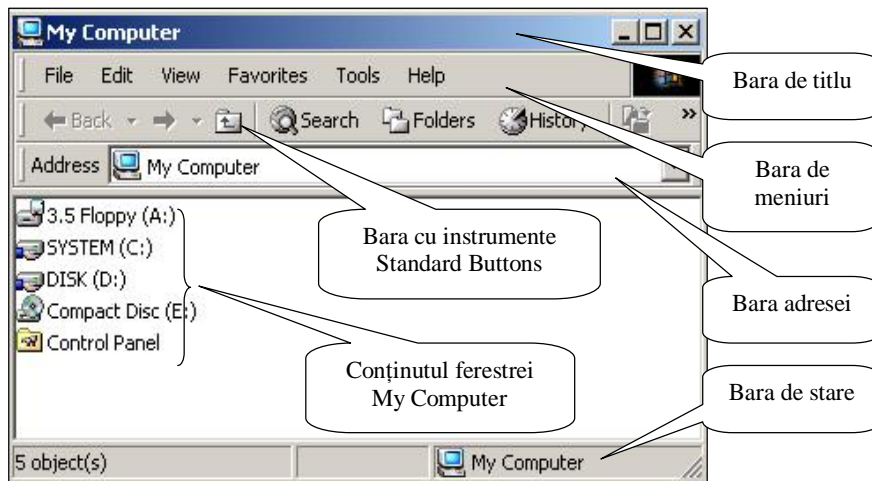 My Computer
Bara de titlu
File Edit View Favorites Tools Help
Back Search Folders History »
Bara de
meniuri
Address My Computer
3.5 Floppy (A:)
SYSTEM (C:)
DISK (D:)
Compact Disc (E:)
Control Panel
Bara cu instrumente
Standard Buttons
Bara adresei
Conținutul ferestrei
My Computer
Bara de stare
5 object(s) My Computer